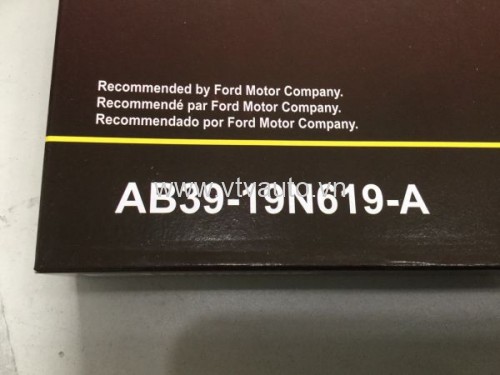 Recommended by Ford Motor Company.
Recommendé par Ford Motor Company.
Recommendado por Ford Motor Company.
www.vtvauto.vn
AB39-19N619-A